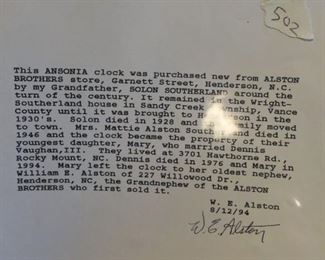 502
This ANSONIA clock was purchased new from ALSTON
BROTHERS store, Garnett Street, Henderson, N.C.
by my Grandfather, SOLON SOUTHERLAND around the
turn of the century. It remained in the Wright-
Southerland house in Sandy Creek Township, Vance
County until it was brought to Henderson in the
1930's. Solon died in 1928 and family moved
to town. Mrs. Mattie Alston Southerland died in
1946 and the clock became the property of their
youngest daughter, Mary, who married Dennis
Vaughan,III. They lived at 3701 Hawthorne Rd.,
Rocky Mount, NC. Dennis died in 1976 and Mary in
1994. Mary left the clock to her oldest nephew,
William E. Alston of 227 Willowood Dr.,
Henderson, NC, the Grandnephew of the ALSTON
BROTHERS who first sold it.
W. E. Alston
8/12/94
W. E. Alston